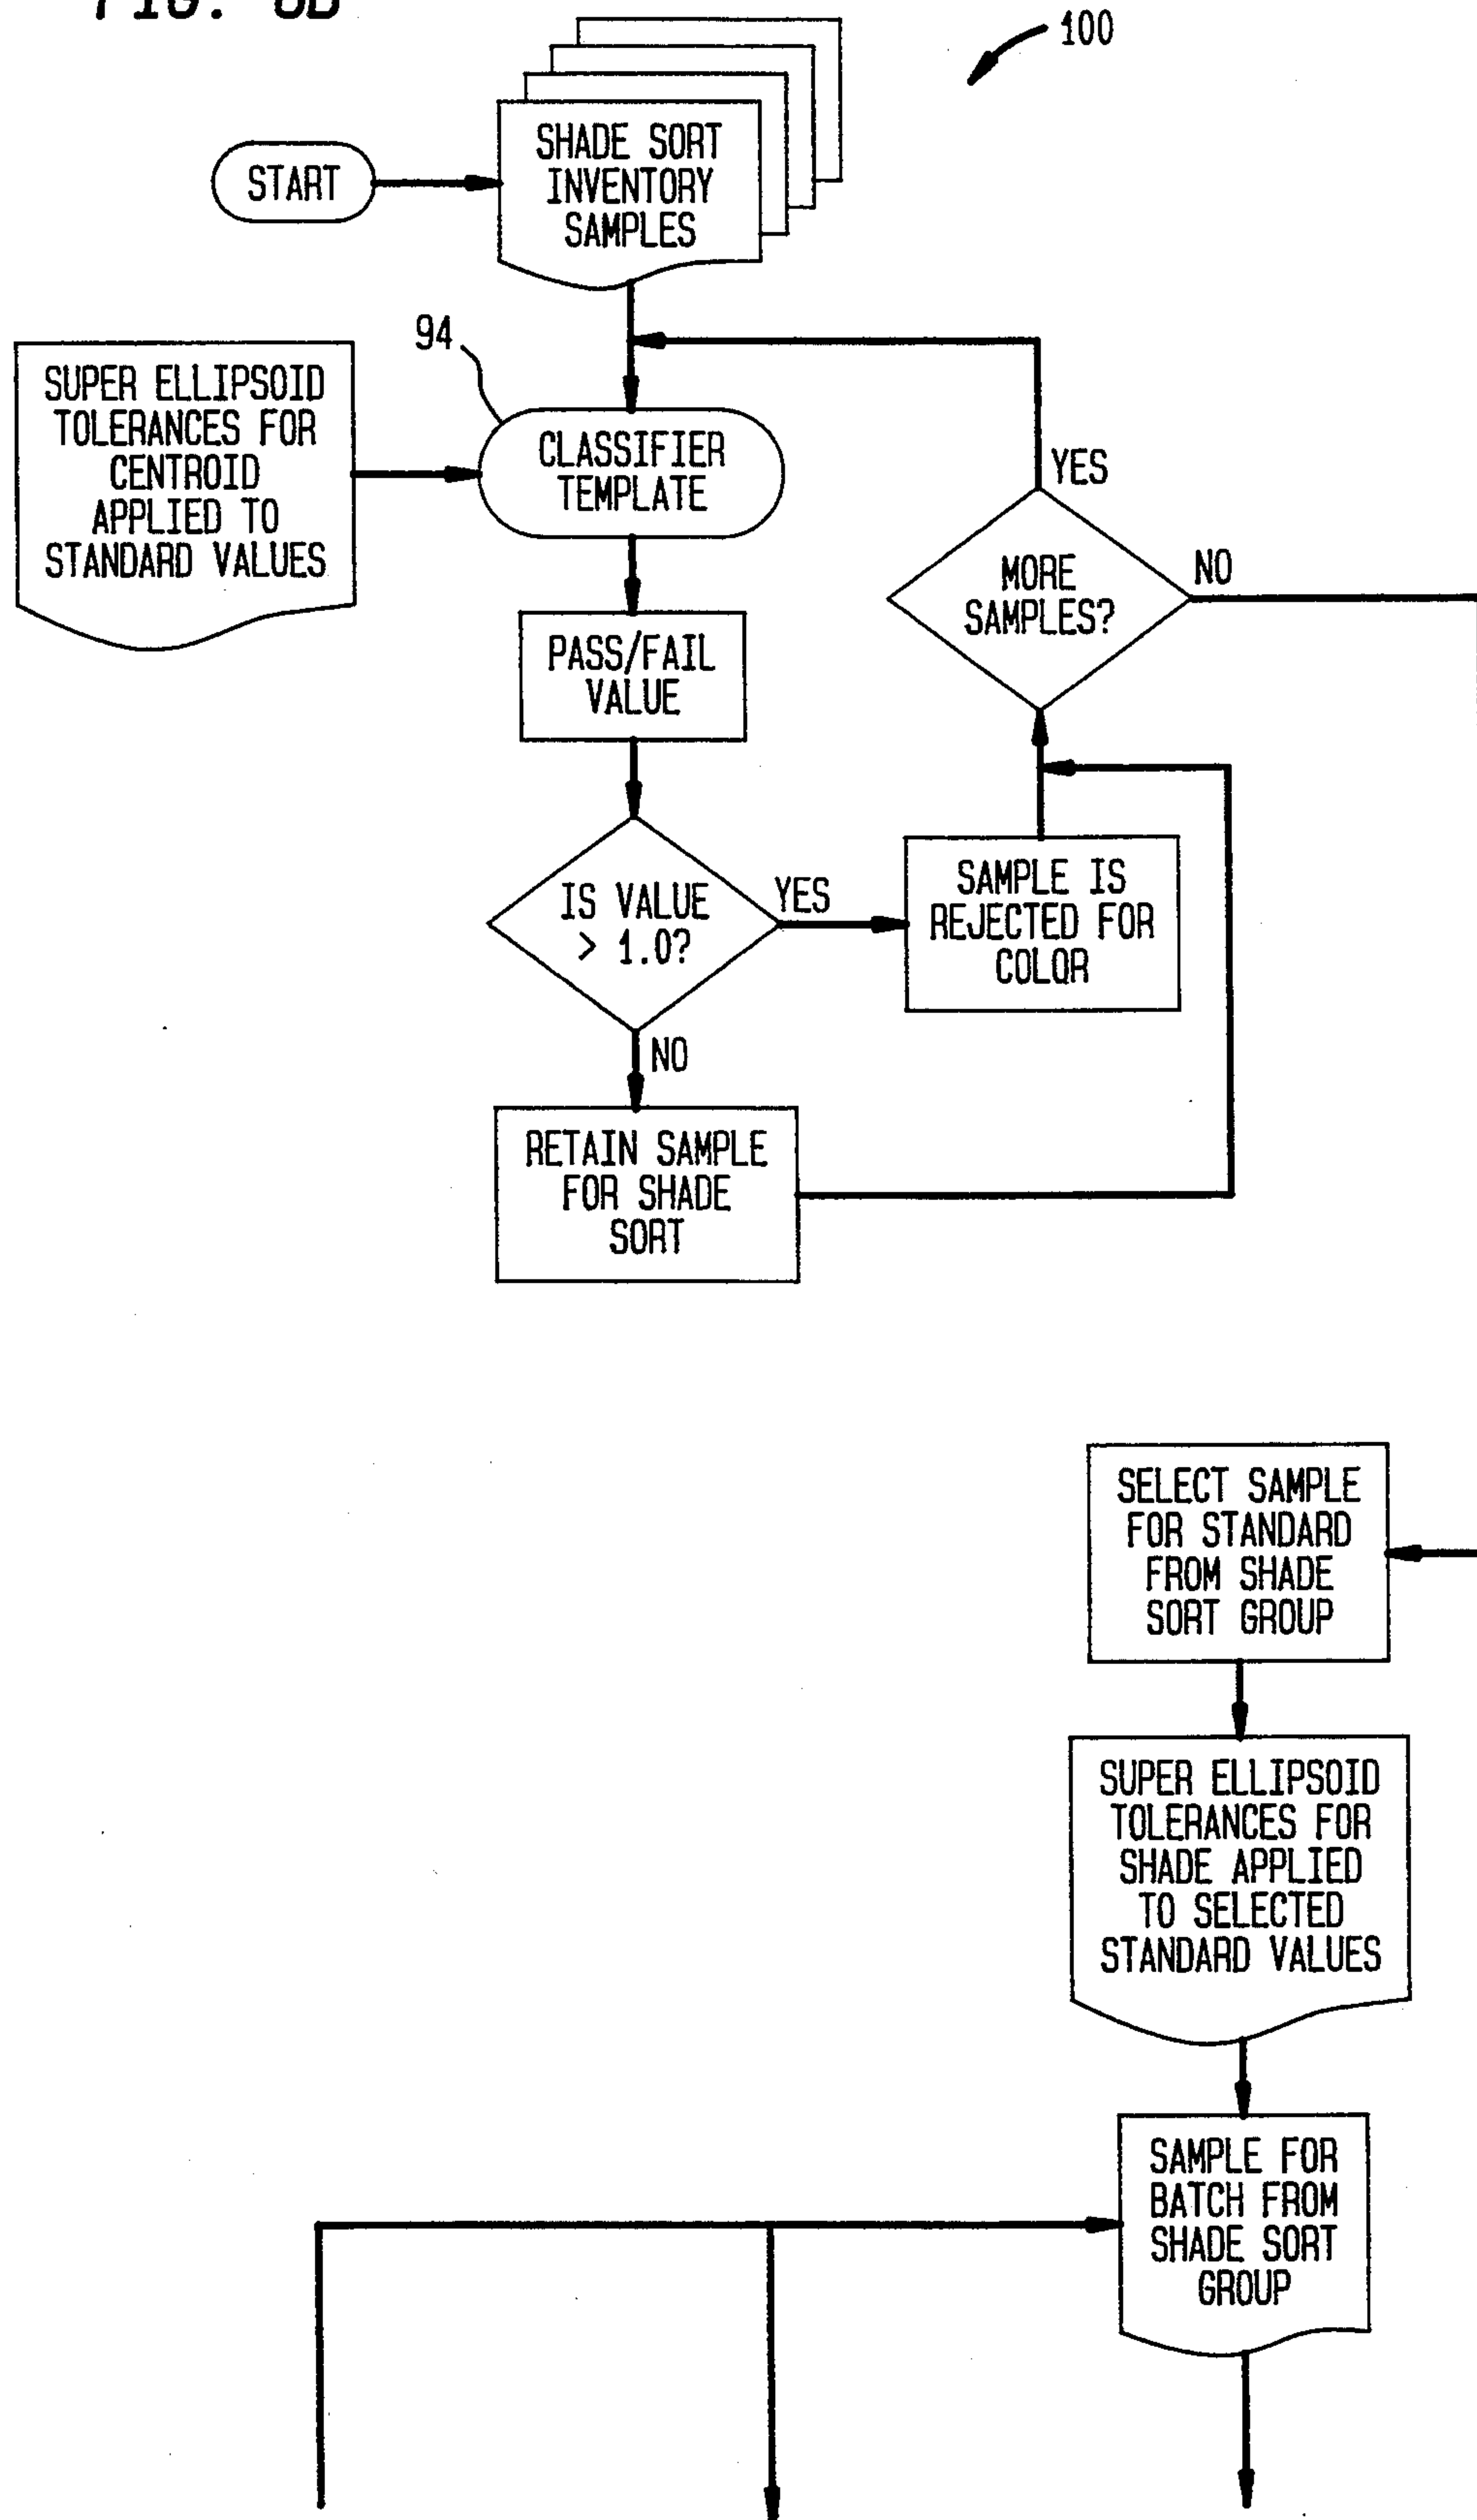 100
SHADE SORT
INVENTORY
SAMPLES
START
94
SUPER ELLIPSOID
TOLERANCES FOR
CENTROID
APPLIED TO
STANDARD VALUES
CLASSIFIER
TEMPLATE
YES
MORE
SAMPLES?
NO
PASS/FAIL
VALUE
IS VALUE
> 1.0?
YES
SAMPLE IS
REJECTED FOR
COLOR
NO
RETAIN SAMPLE
FOR SHADE
SORT
SELECT SAMPLE
FOR STANDARD
FROM SHADE
SORT GROUP
SUPER ELLIPSOID
TOLERANCES FOR
SHADE APPLIED
TO SELECTED
STANDARD VALUES
SAMPLE FOR
BATCH FROM
SHADE SORT
GROUP